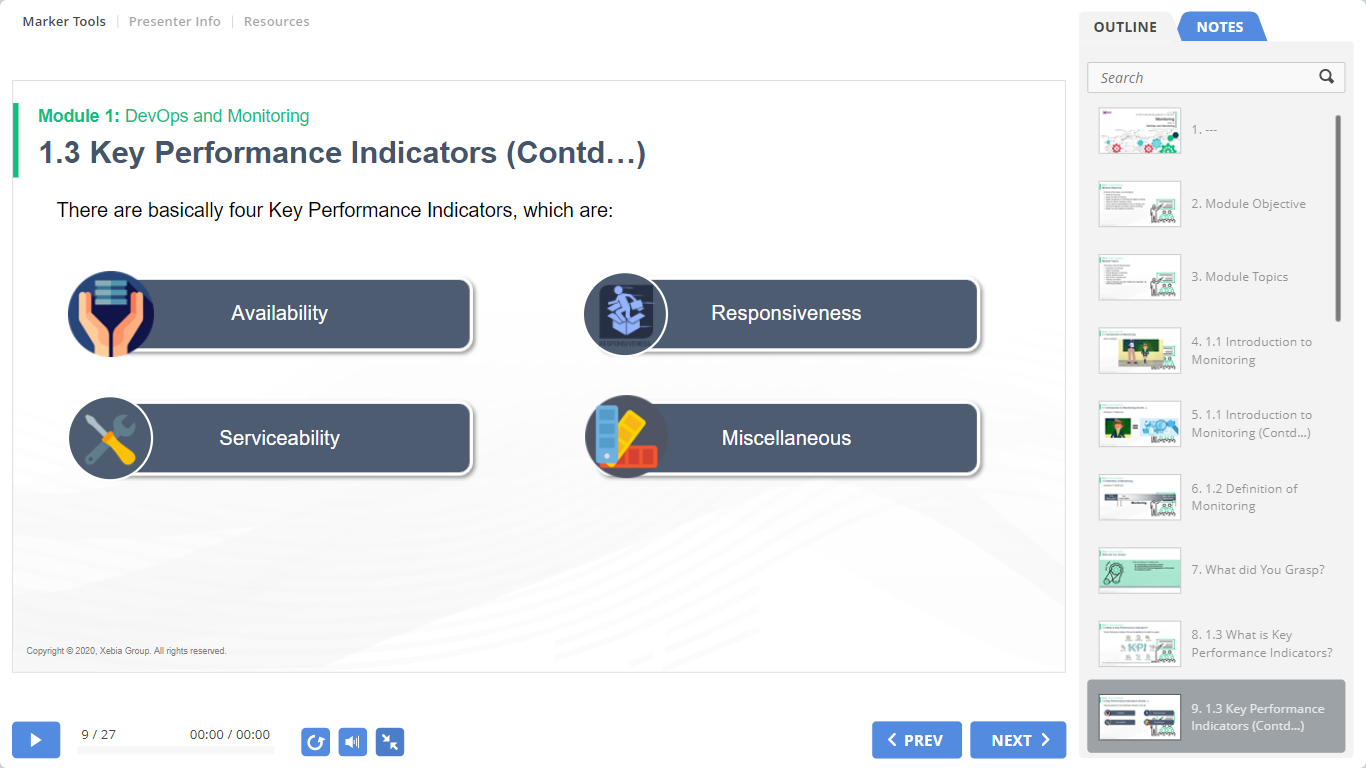 Marker Tools
Presenter Info
Resources
Module 1: DevOps and Monitoring
1.3 Key Performance Indicators (Contd…)
There are basically four Key Performance Indicators, which are:
Availability
Responsiveness
Serviceability
Miscellaneous
Copyright © 2020, Xebia Group. All rights reserved.
9 / 27
00:00 / 00:00
PREV
NEXT
OUTLINE
NOTES
Search
1. ---
2. Module Objective
3. Module Topics
4. 1.1 Introduction to
Monitoring
5. 1.1 Introduction to
Monitoring (Contd...)
6. 1.2 Definition of
Monitoring
7. What did You Grasp?
8. 1.3 What is Key
Performance Indicators?
KPI
9. 1.3 Key Performance
Indicators (Contd...)